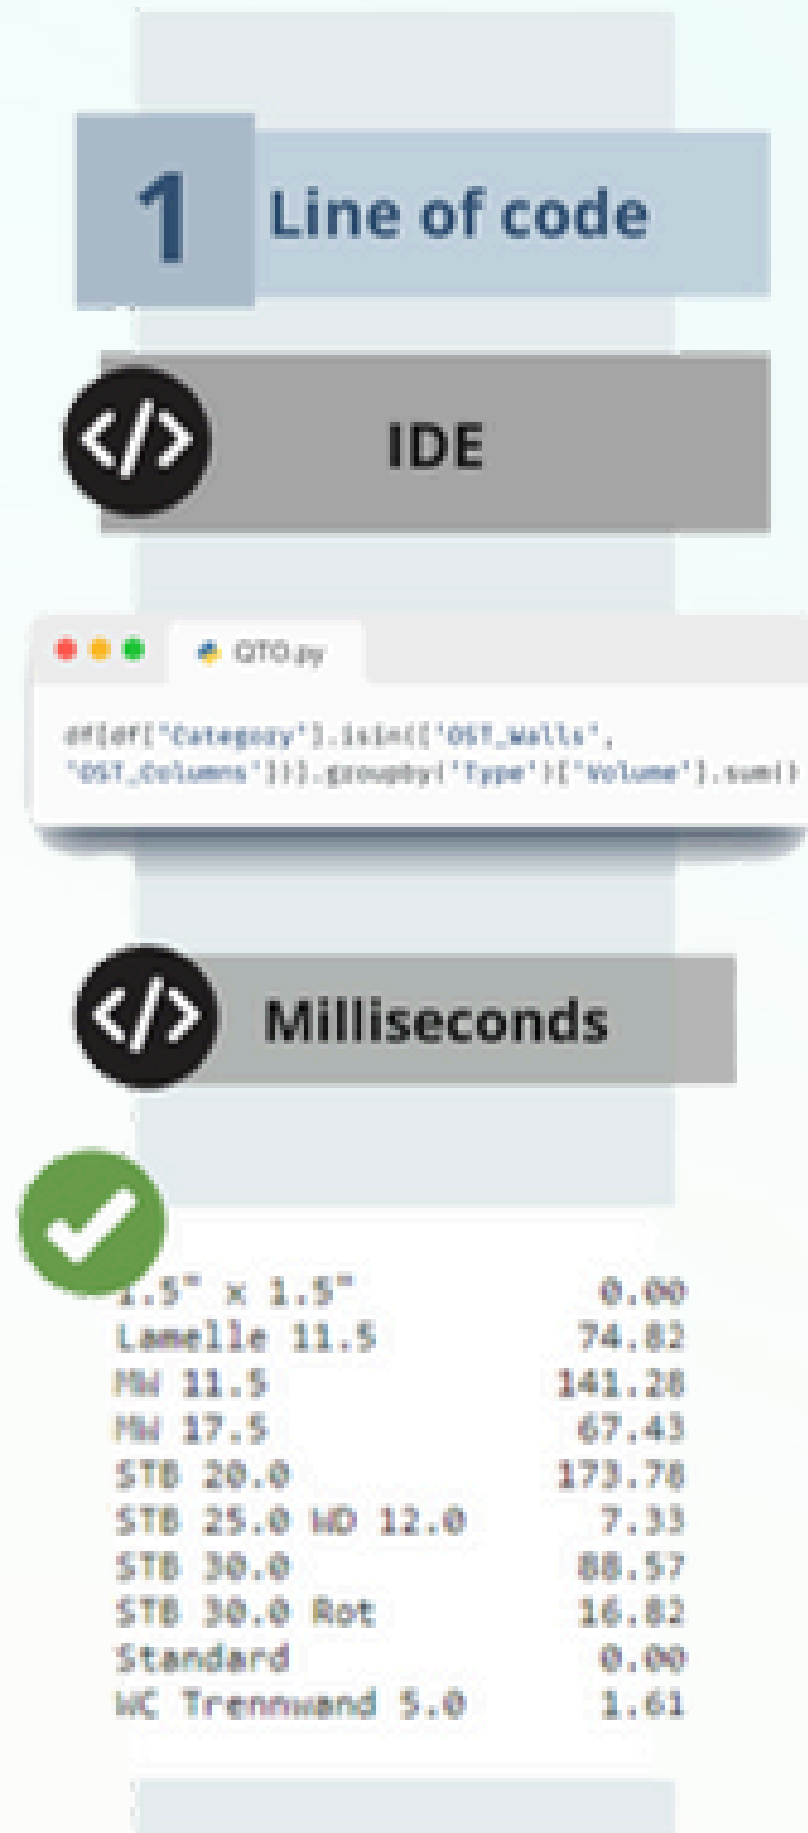 1 Line of code
</> IDE
QTO.py
df[df["Category"].isin(['OST_Walls',
'OST_Columns'])].groupby('Type')['Volume'].sum()
</> Milliseconds
1.5" x 1.5" 0.00
Lamelle 11.5 74.82
MW 11.5 141.28
MW 17.5 67.43
STB 20.0 173.78
STB 25.0 WD 12.0 7.33
STB 30.0 88.57
STB 30.0 Rot 16.82
Standard 0.00
WC Trennwand 5.0 1.61